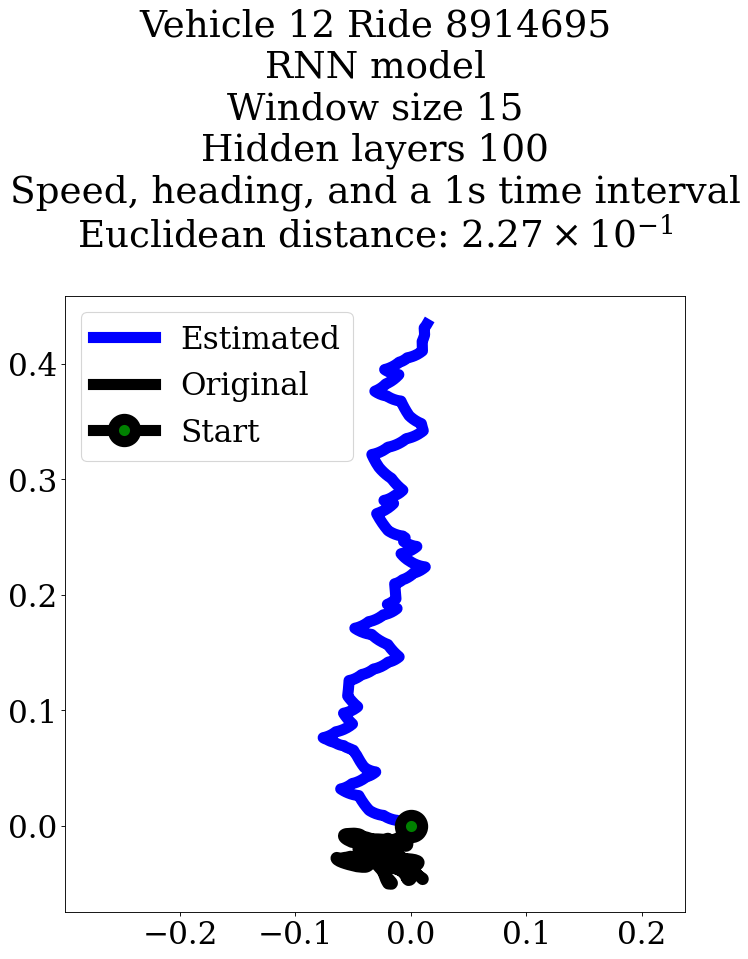 Vehicle 12 Ride 8914695
RNN model
Window size 15
Hidden layers 100
Speed, heading, and a 1s time interval
Euclidean distance: 2.27 × 10⁻¹
Estimated
Original
Start
0.4
0.3
0.2
0.1
0.0
−0.2 −0.1 0.0 0.1 0.2